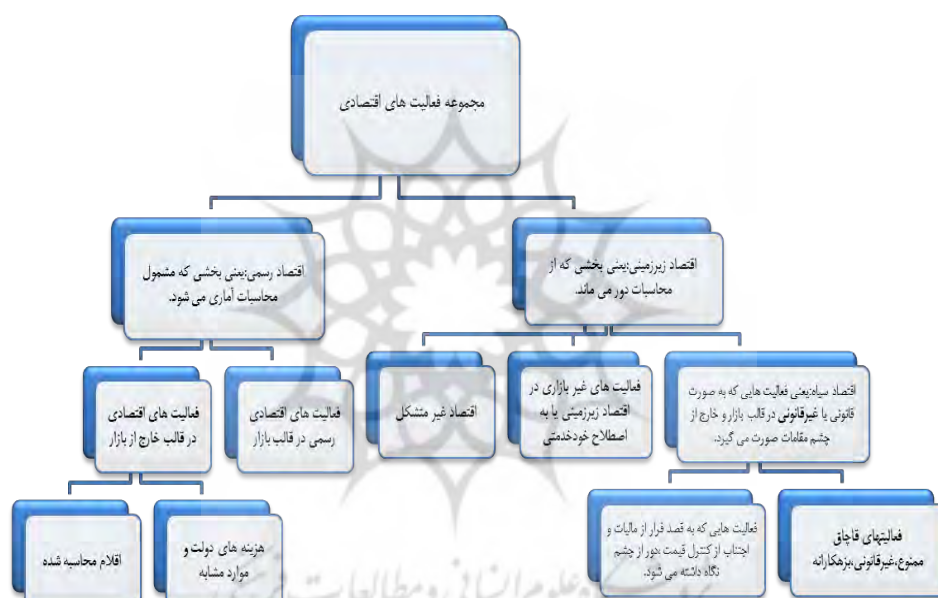 مجموعه فعالیت های اقتصادی
اقتصاد زیرزمینی:یعنی بخشی که از
محاسبات دور می ماند.
اقتصاد رسمی:یعنی بخشی که مشمول
محاسبات آماری می شود.
اقتصاد سیاه:یعنی فعالیت هایی که به صورت
قانونی یا غیرقانونی در قالب بازار و خارج از
چشم مقامات صورت می گیرد.
فعالیت های غیر بازاری در
اقتصاد زیرزمینی یا به
اصطلاح خودخدمتی
اقتصاد غیر متشکل
فعالیت های اقتصادی
رسمی در قالب بازار
فعالیت های اقتصادی
در قالب خارج از بازار
فعالیتهای قاچاق
ممنوع،غیرقانونی،بزهکارانه
فعالیت هایی که به قصد فرار از مالیات و
اجتناب از کنترل قیمت ،دور از چشم
نگاه داشته می شود.
هزینه های دولت و
موارد مشابه
اقلام محاسبه شده
علوم انسانی و مطالعات